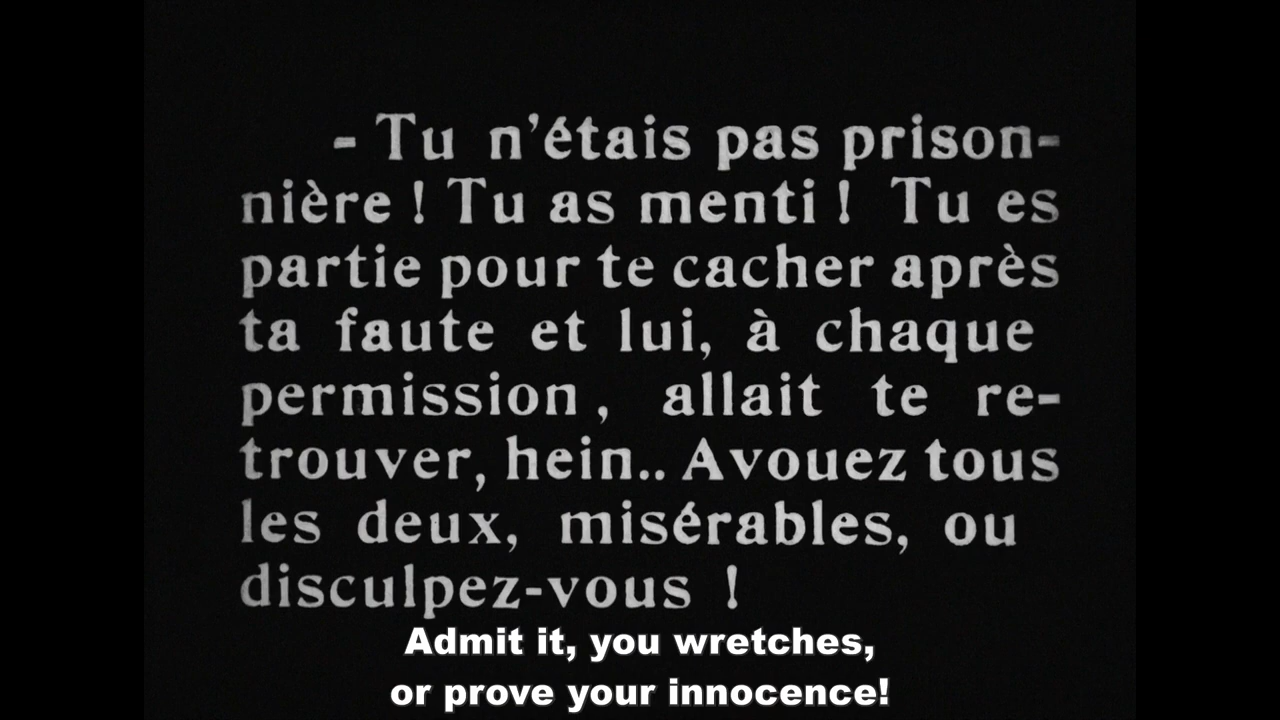 - Tu n'étais pas prison-
nière ! Tu as menti ! Tu es
partie pour te cacher après
ta faute et lui, à chaque
permission, allait te re-
trouver, hein.. Avouez tous
les deux, misérables, ou
disculpez-vous !
Admit it, you wretches,
or prove your innocence!